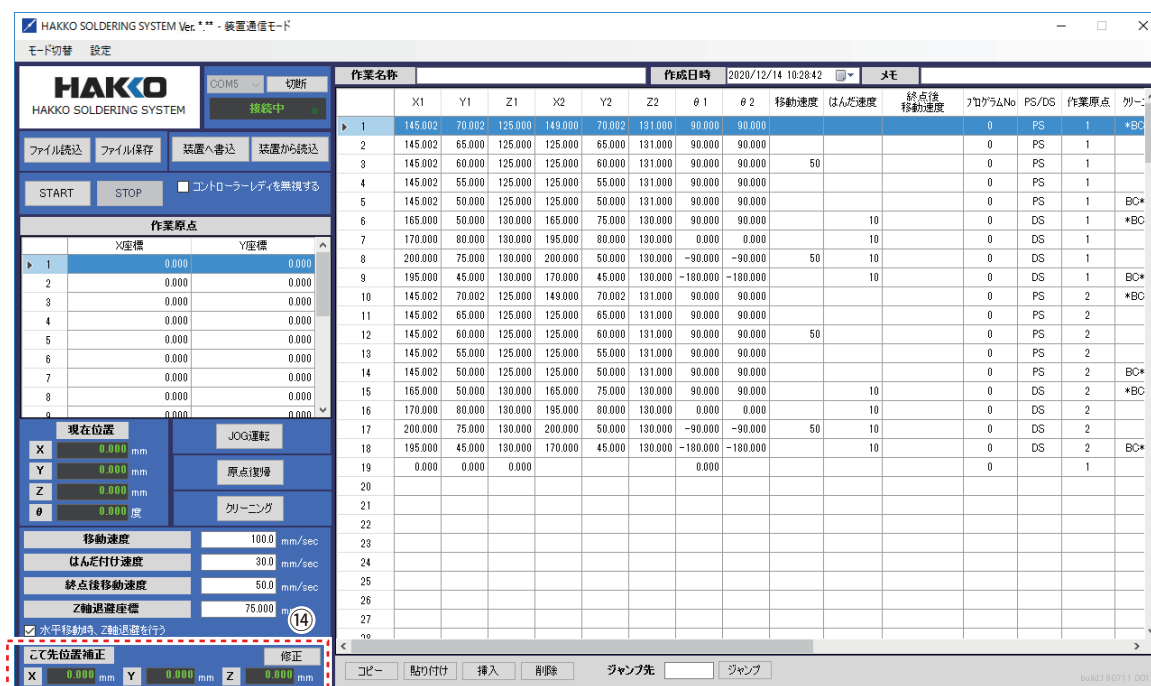 HAKKO SOLDERING SYSTEM Ver. *.** - 装置通信モード
モード切替 設定
HAKKO
HAKKO SOLDERING SYSTEM
COM5 切断
接続中
ファイル読込 ファイル保存 装置へ書込 装置から読込
START STOP コントローラーレディを無視する
作業原点
X座標 Y座標
1 0.000 0.000
2 0.000 0.000
3 0.000 0.000
4 0.000 0.000
5 0.000 0.000
6 0.000 0.000
7 0.000 0.000
8 0.000 0.000
9 0.000 0.000
現在位置
X 0.000 mm
Y 0.000 mm
Z 0.000 mm
θ 0.000 度
JOG運転
原点復帰
クリーニング
移動速度 100.0 mm/sec
はんだ付け速度 30.0 mm/sec
終点後移動速度 50.0 mm/sec
Z軸退避座標 75.000 mm
⑭
水平移動時、Z軸退避を行う
こて先位置補正 修正
X 0.000 mm Y 0.000 mm Z 0.000 mm
作業名称 作成日時 2020/12/14 10:28:42 メモ
X1 Y1 Z1 X2 Y2 Z2 θ1 θ2 移動速度 はんだ速度 終点後移動速度 プログラムNo PS/DS 作業原点 クリーニ
1 145.002 70.002 125.000 149.000 70.002 131.000 90.000 90.000 0 PS 1 *BC
2 145.002 65.000 125.000 125.000 65.000 131.000 90.000 90.000 0 PS 1
3 145.002 60.000 125.000 125.000 60.000 131.000 90.000 90.000 50 0 PS 1
4 145.002 55.000 125.000 125.000 55.000 131.000 90.000 90.000 0 PS 1
5 145.002 50.000 125.000 125.000 50.000 131.000 90.000 90.000 0 PS 1 BC*
6 165.000 50.000 130.000 165.000 75.000 130.000 90.000 90.000 10 0 DS 1 *BC
7 170.000 80.000 130.000 195.000 80.000 130.000 0.000 0.000 10 0 DS 1
8 200.000 75.000 130.000 200.000 50.000 130.000 -90.000 -90.000 50 10 0 DS 1
9 195.000 45.000 130.000 170.000 45.000 130.000 -180.000 -180.000 10 0 DS 1 BC*
10 145.002 70.002 125.000 149.000 70.002 131.000 90.000 90.000 0 PS 2 *BC
11 145.002 65.000 125.000 125.000 65.000 131.000 90.000 90.000 0 PS 2
12 145.002 60.000 125.000 125.000 60.000 131.000 90.000 90.000 50 0 PS 2
13 145.002 55.000 125.000 125.000 55.000 131.000 90.000 90.000 0 PS 2
14 145.002 50.000 125.000 125.000 50.000 131.000 90.000 90.000 0 PS 2 BC*
15 165.000 50.000 130.000 165.000 75.000 130.000 90.000 90.000 10 0 DS 2 *BC
16 170.000 80.000 130.000 195.000 80.000 130.000 0.000 0.000 10 0 DS 2
17 200.000 75.000 130.000 200.000 50.000 130.000 -90.000 -90.000 50 10 0 DS 2
18 195.000 45.000 130.000 170.000 45.000 130.000 -180.000 -180.000 10 0 DS 2 BC*
19 0.000 0.000 0.000 0.000 0 1
20
21
22
23
24
25
26
27
28
コピー 貼り付け 挿入 削除 ジャンプ先 ジャンプ
build.180711.001